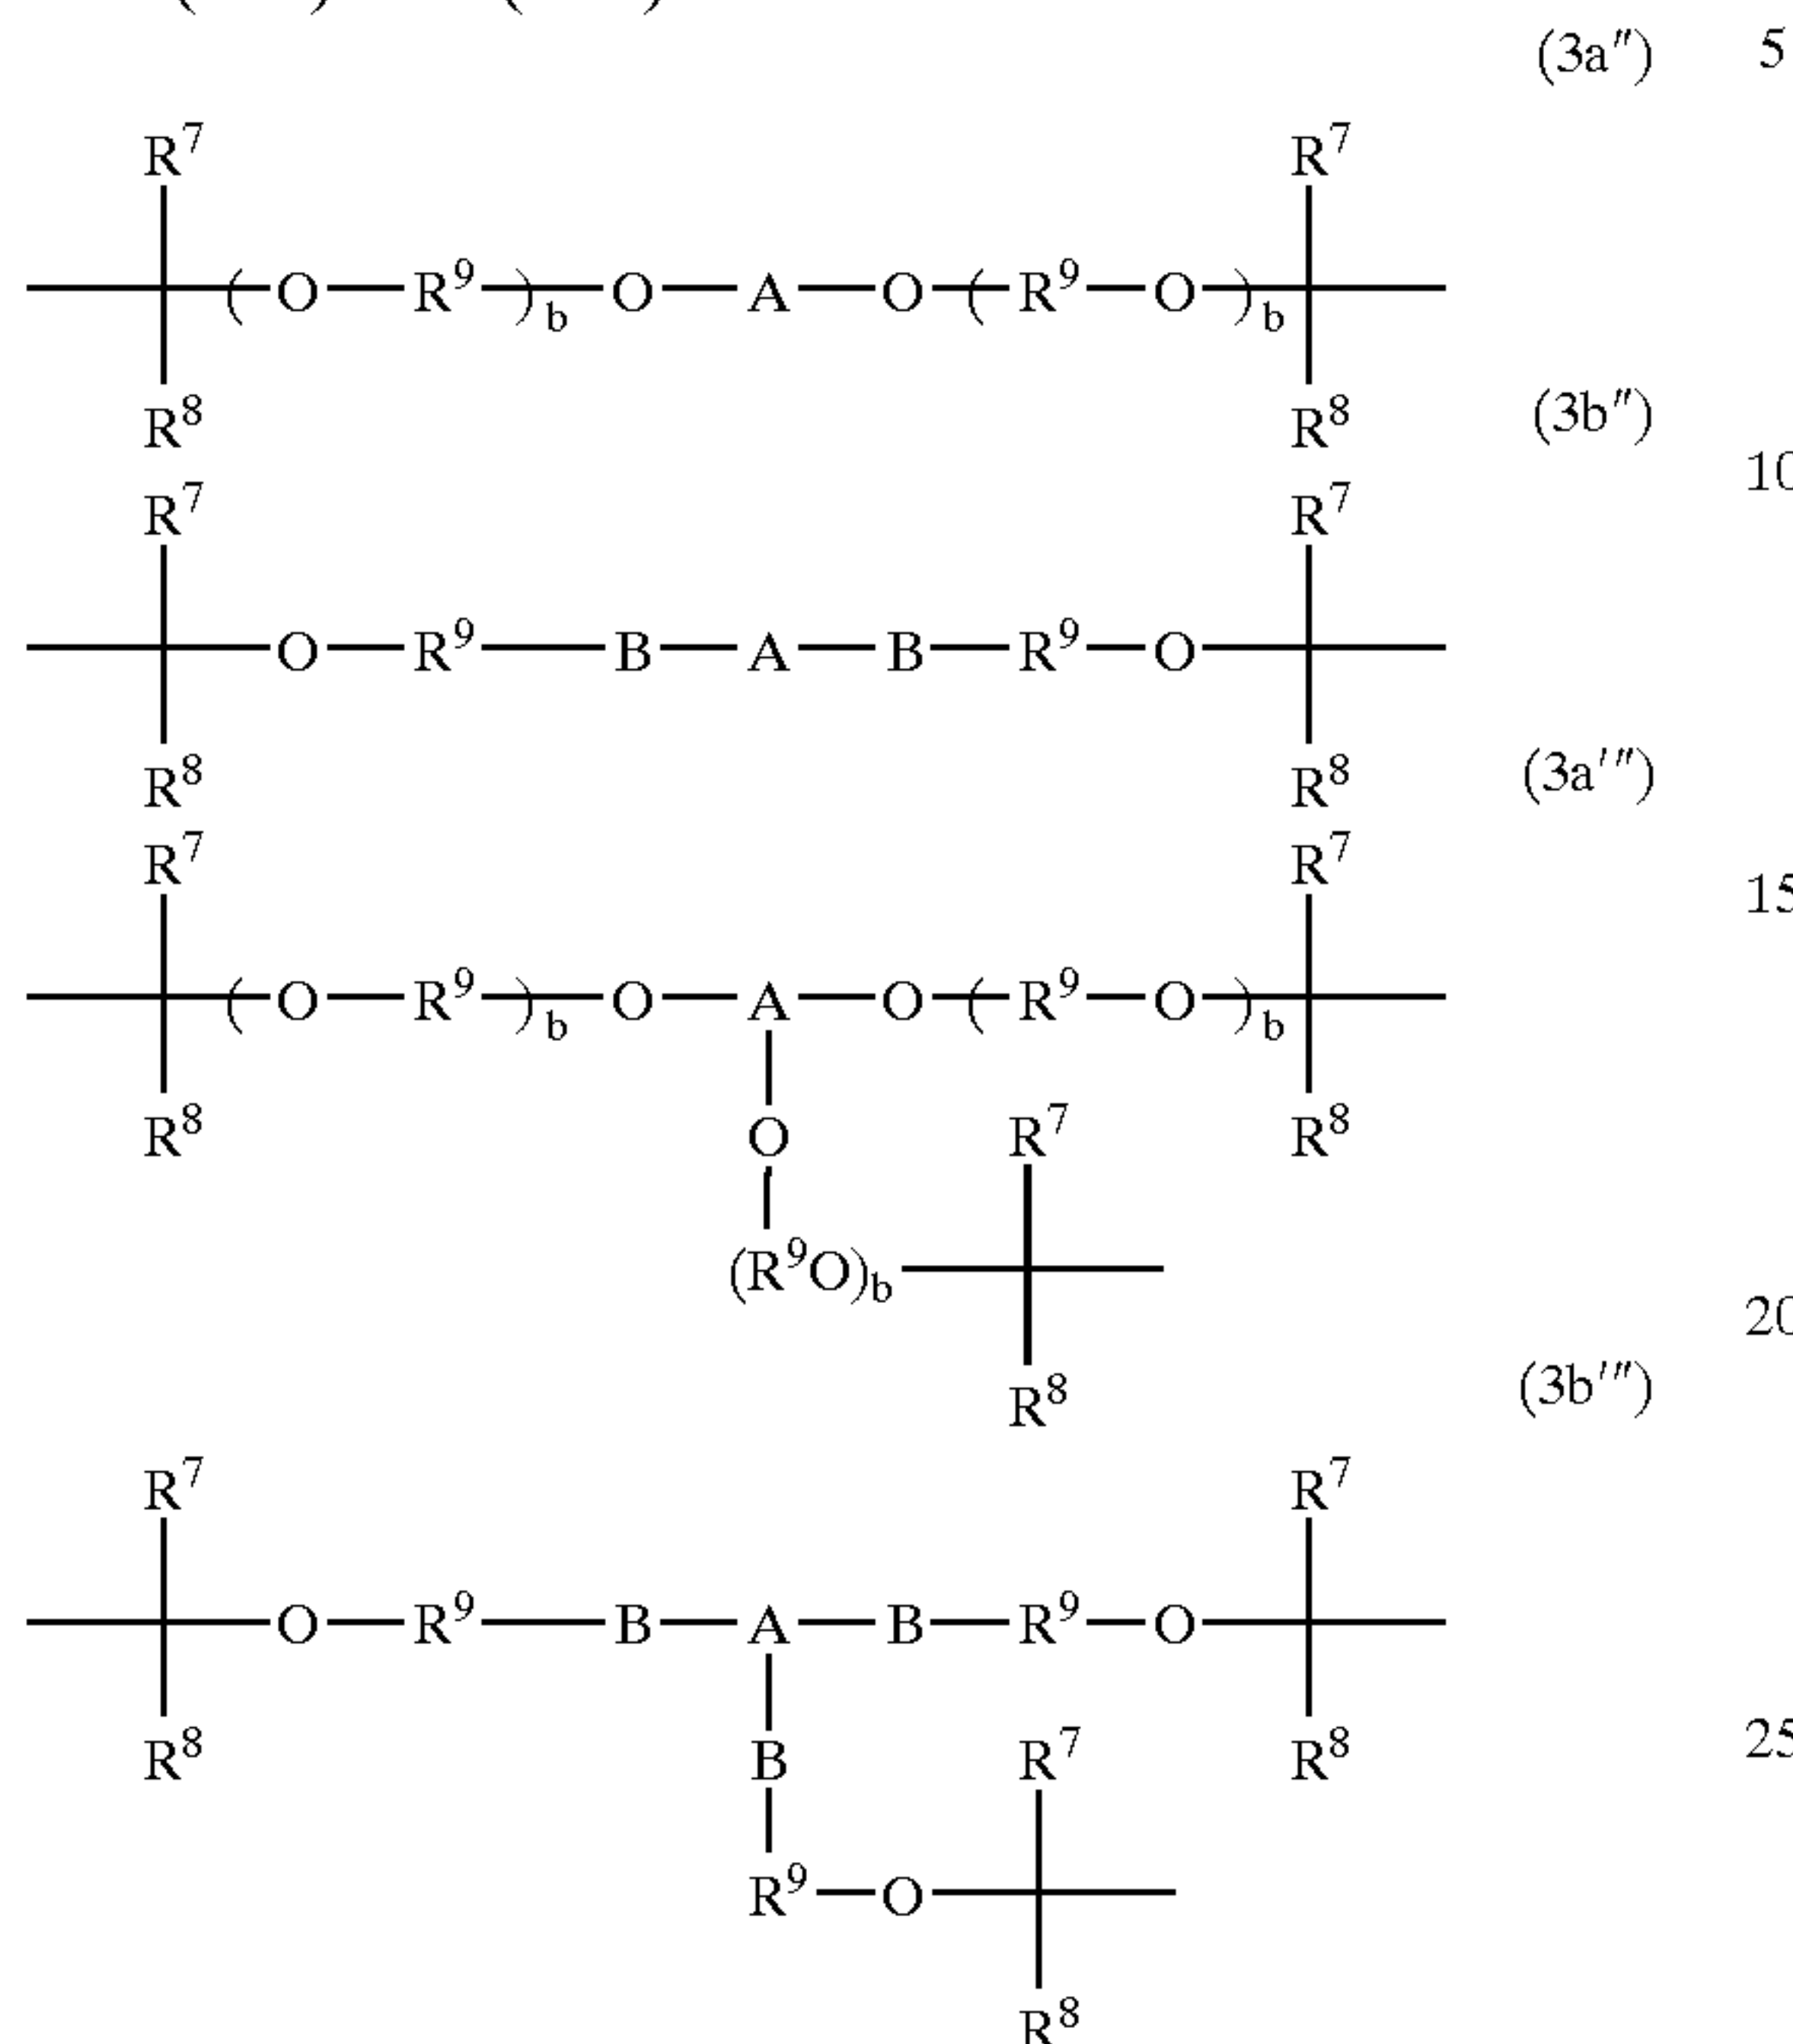 (3a″) 5
R⁷ R⁷
( O — R⁹ )b O — A — O ( R⁹ — O )b
R⁸ R�8 (3b″)
10
R⁷ R⁷
O — R⁹ — B — A — B — R⁹ — O
R⁸ R⁸ (3a‴)
R⁷ R⁷
15
( O — R⁹ )b O — A — O ( R⁹ — O )b
R⁸ O R⁷ R⁸
(R⁹O)b
20
R⁸ (3b‴)
R⁷ R⁷
O — R⁹ — B — A — B — R⁹ — O
R⁸ B R⁷ R⁸ 25
R⁹ — O
R⁸